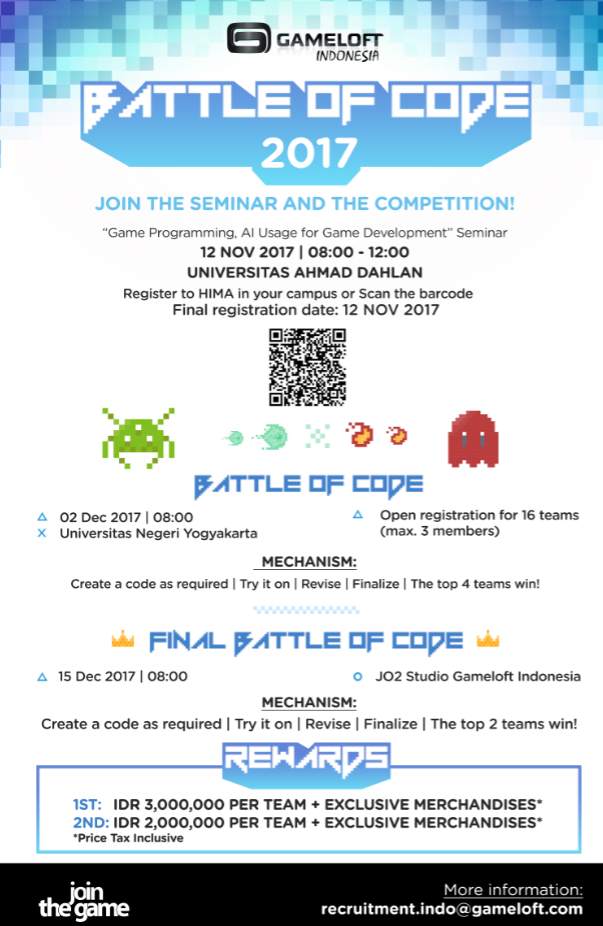 GAMELOFT
INDONESIA
BATTLE OF CODE
2017
JOIN THE SEMINAR AND THE COMPETITION!
“Game Programming, AI Usage for Game Development” Seminar
12 NOV 2017 | 08:00 - 12:00
UNIVERSITAS AHMAD DAHLAN
Register to HIMA in your campus or Scan the barcode
Final registration date: 12 NOV 2017
BATTLE OF CODE
02 Dec 2017 | 08:00
Universitas Negeri Yogyakarta
Open registration for 16 teams
(max. 3 members)
MECHANISM:
Create a code as required | Try it on | Revise | Finalize | The top 4 teams win!
FINAL BATTLE OF CODE
15 Dec 2017 | 08:00
JO2 Studio Gameloft Indonesia
MECHANISM:
Create a code as required | Try it on | Revise | Finalize | The top 2 teams win!
REWARDS
1ST: IDR 3,000,000 PER TEAM + EXCLUSIVE MERCHANDISES*
2ND: IDR 2,000,000 PER TEAM + EXCLUSIVE MERCHANDISES*
*Price Tax Inclusive
join
the game
More information:
recruitment.indo@gameloft.com